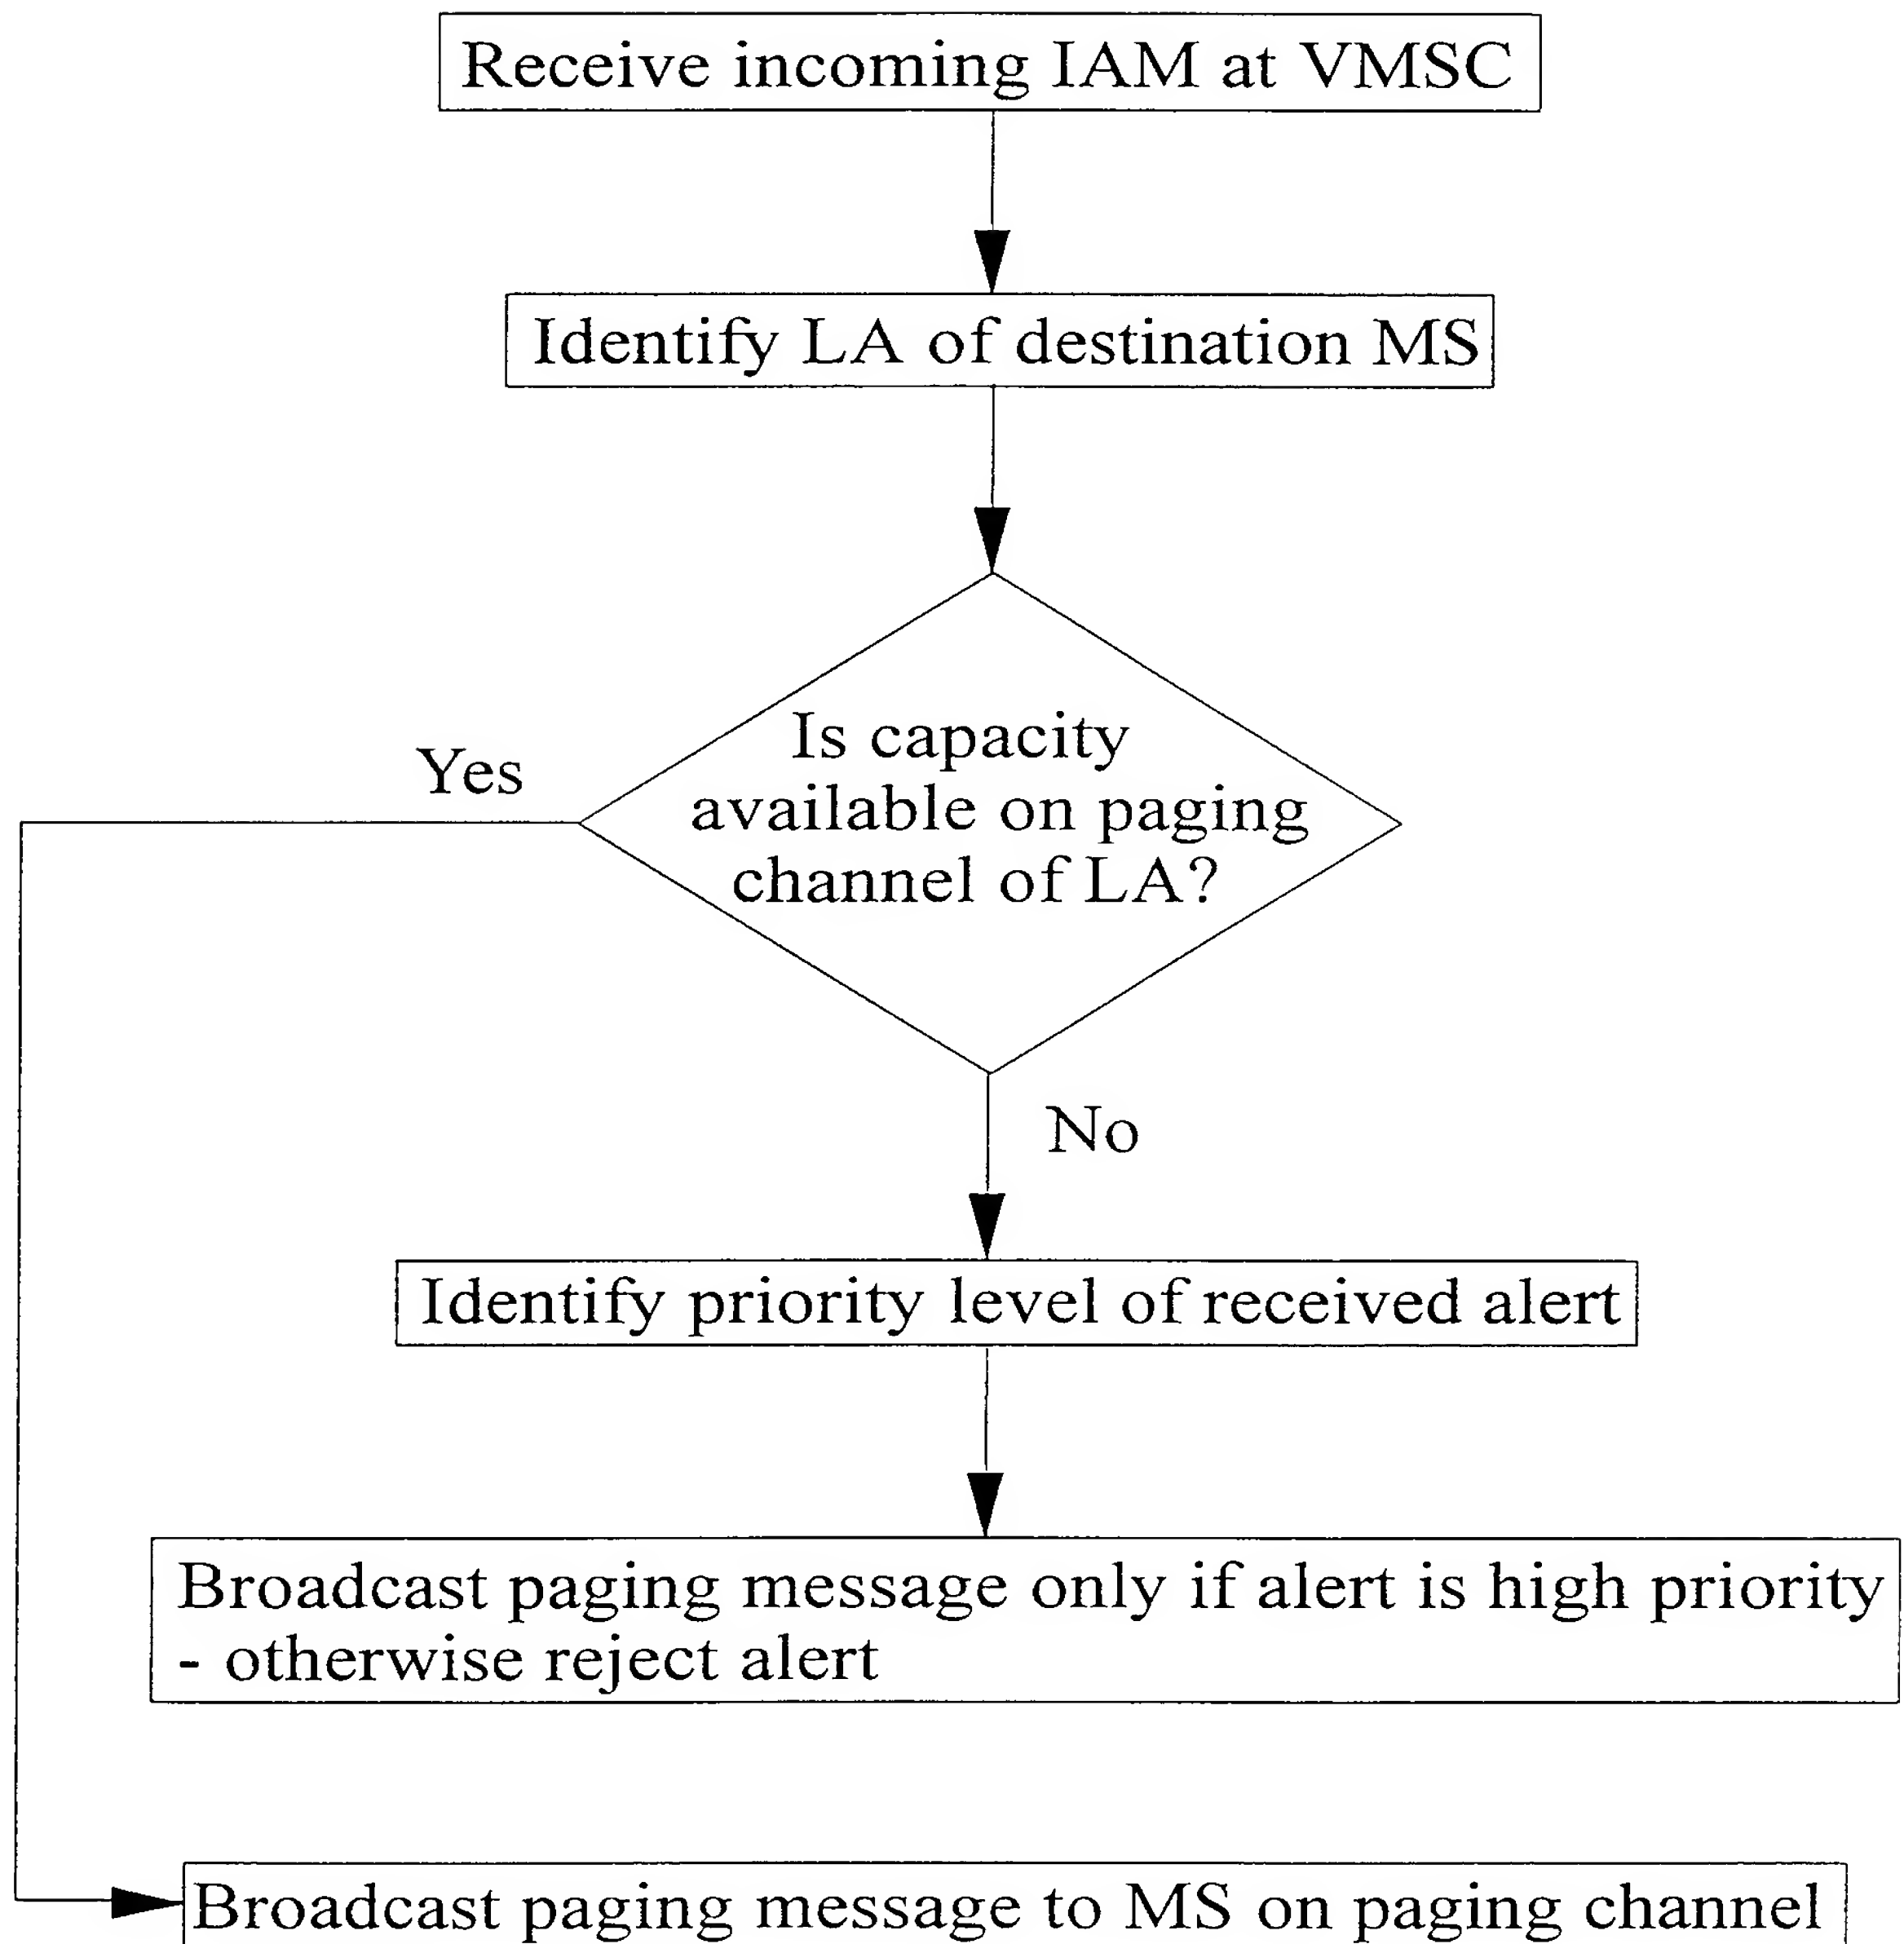 Receive incoming IAM at VMSC
Identify LA of destination MS
Is capacity
available on paging
channel of LA?
Yes
No
Identify priority level of received alert
Broadcast paging message only if alert is high priority
- otherwise reject alert
Broadcast paging message to MS on paging channel